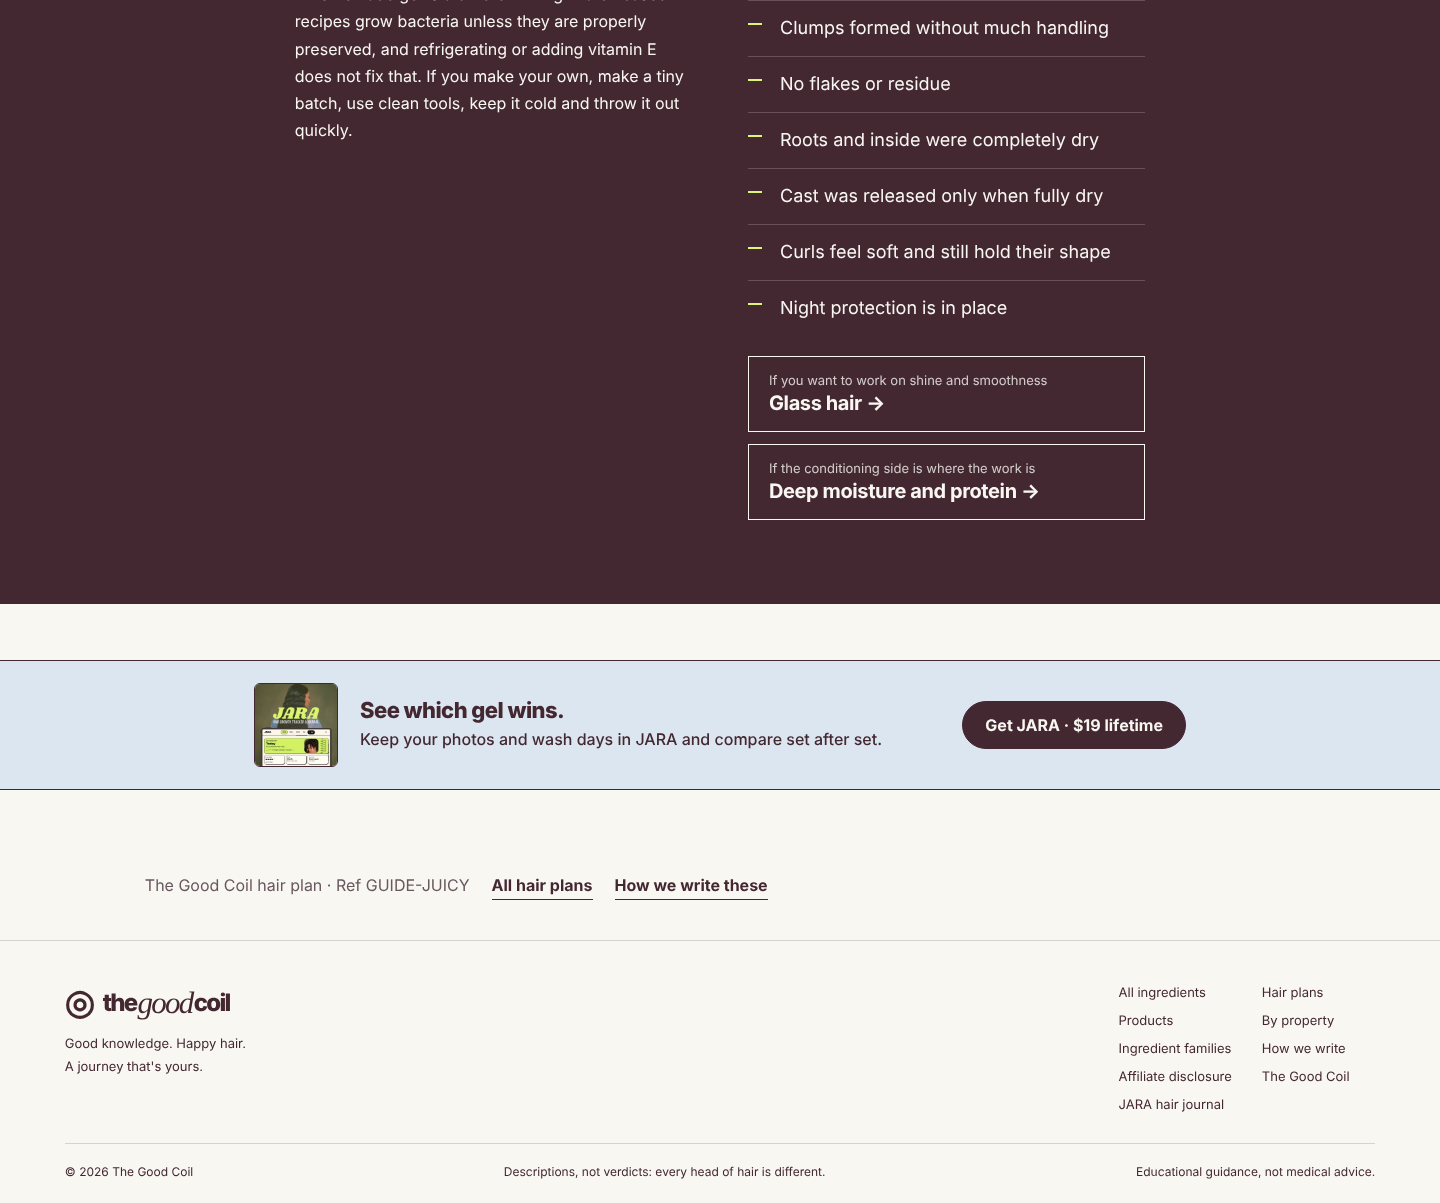 recipes grow bacteria unless they are properly
preserved, and refrigerating or adding vitamin E
does not fix that. If you make your own, make a tiny
batch, use clean tools, keep it cold and throw it out
quickly.
Clumps formed without much handling
No flakes or residue
Roots and inside were completely dry
Cast was released only when fully dry
Curls feel soft and still hold their shape
Night protection is in place
If you want to work on shine and smoothness
Glass hair →
If the conditioning side is where the work is
Deep moisture and protein →
JARA
See which gel wins.
Keep your photos and wash days in JARA and compare set after set.
Get JARA · $19 lifetime
The Good Coil hair plan · Ref GUIDE-JUICY
All hair plans
How we write these
thegoodcoil
Good knowledge. Happy hair.
A journey that's yours.
All ingredients
Products
Ingredient families
Affiliate disclosure
JARA hair journal
Hair plans
By property
How we write
The Good Coil
© 2026 The Good Coil
Descriptions, not verdicts: every head of hair is different.
Educational guidance, not medical advice.